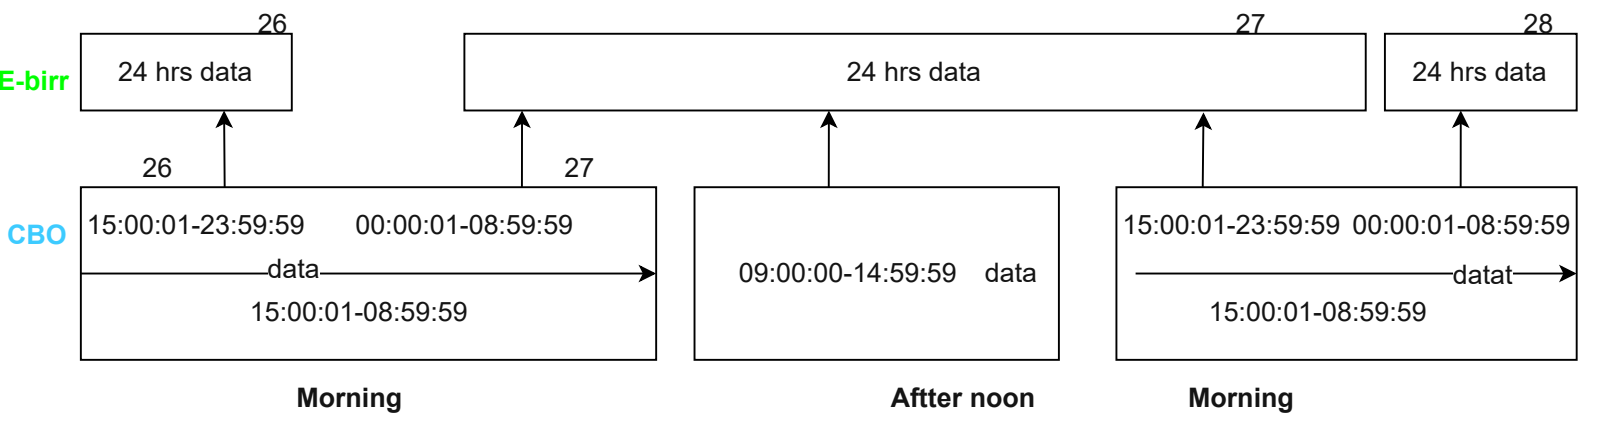 26
27
28
E-birr
24 hrs data
24 hrs data
24 hrs data
26
27
CBO
15:00:01-23:59:59
00:00:01-08:59:59
data
15:00:01-08:59:59
09:00:00-14:59:59 data
15:00:01-23:59:59
00:00:01-08:59:59
datat
15:00:01-08:59:59
Morning
Aftter noon
Morning